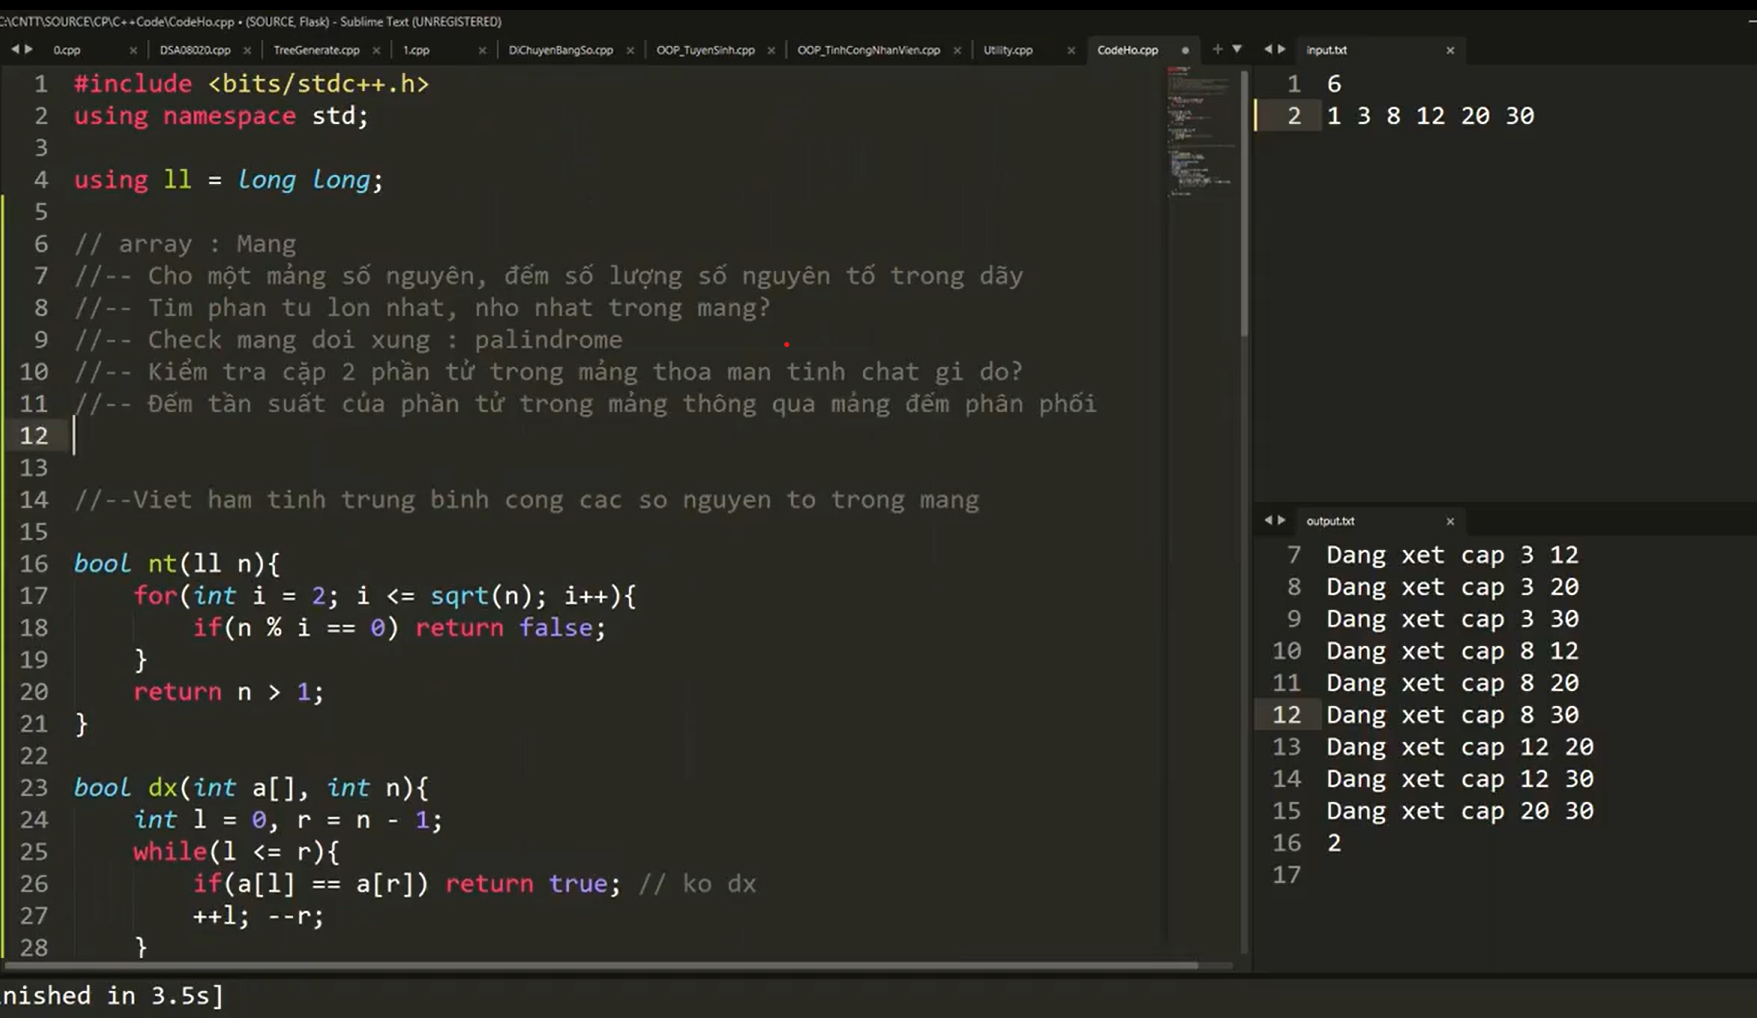 C:\CNTT\SOURCE\CP\C++Code\CodeHo.cpp • (SOURCE, Flask) - Sublime Text (UNREGISTERED)
0.cpp × DSA08020.cpp × TreeGenerate.cpp × 1.cpp × DiChuyenBangSo.cpp × OOP_TuyenSinh.cpp × OOP_TinhCongNhanVien.cpp × Utility.cpp × CodeHo.cpp
1 #include <bits/stdc++.h>
2 using namespace std;
3
4 using ll = long long;
5
6 // array : Mang
7 //-- Cho một mảng số nguyên, đếm số lượng số nguyên tố trong dãy
8 //-- Tim phan tu lon nhat, nho nhat trong mang?
9 //-- Check mang doi xung : palindrome
10 //-- Kiểm tra cặp 2 phần tử trong mảng thoa man tinh chat gi do?
11 //-- Đếm tần suất của phần tử trong mảng thông qua mảng đếm phân phối
12
13
14 //--Viet ham tinh trung binh cong cac so nguyen to trong mang
15
16 bool nt(ll n){
17 for(int i = 2; i <= sqrt(n); i++){
18 if(n % i == 0) return false;
19 }
20 return n > 1;
21 }
22
23 bool dx(int a[], int n){
24 int l = 0, r = n - 1;
25 while(l <= r){
26 if(a[l] == a[r]) return true; // ko dx
27 ++l; --r;
28 }
input.txt ×
1 6
2 1 3 8 12 20 30
output.txt ×
7 Dang xet cap 3 12
8 Dang xet cap 3 20
9 Dang xet cap 3 30
10 Dang xet cap 8 12
11 Dang xet cap 8 20
12 Dang xet cap 8 30
13 Dang xet cap 12 20
14 Dang xet cap 12 30
15 Dang xet cap 20 30
16 2
17
nished in 3.5s]